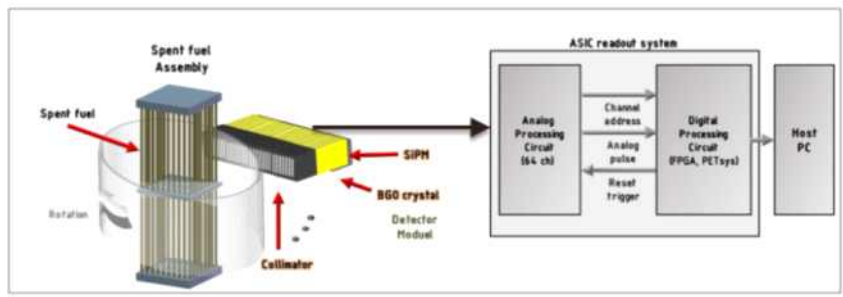 Spent fuel
Assembly
Spent fuel
Rotation
SiPM
BGO crystal
Detector
Moduel
Collimator
ASIC readout system
Analog
Processing
Circuit
(64 ch)
Channel
address
Analog
pulse
Reset
trigger
Digital
Processing
Circuit
(FPGA, PETsys)
Host
PC